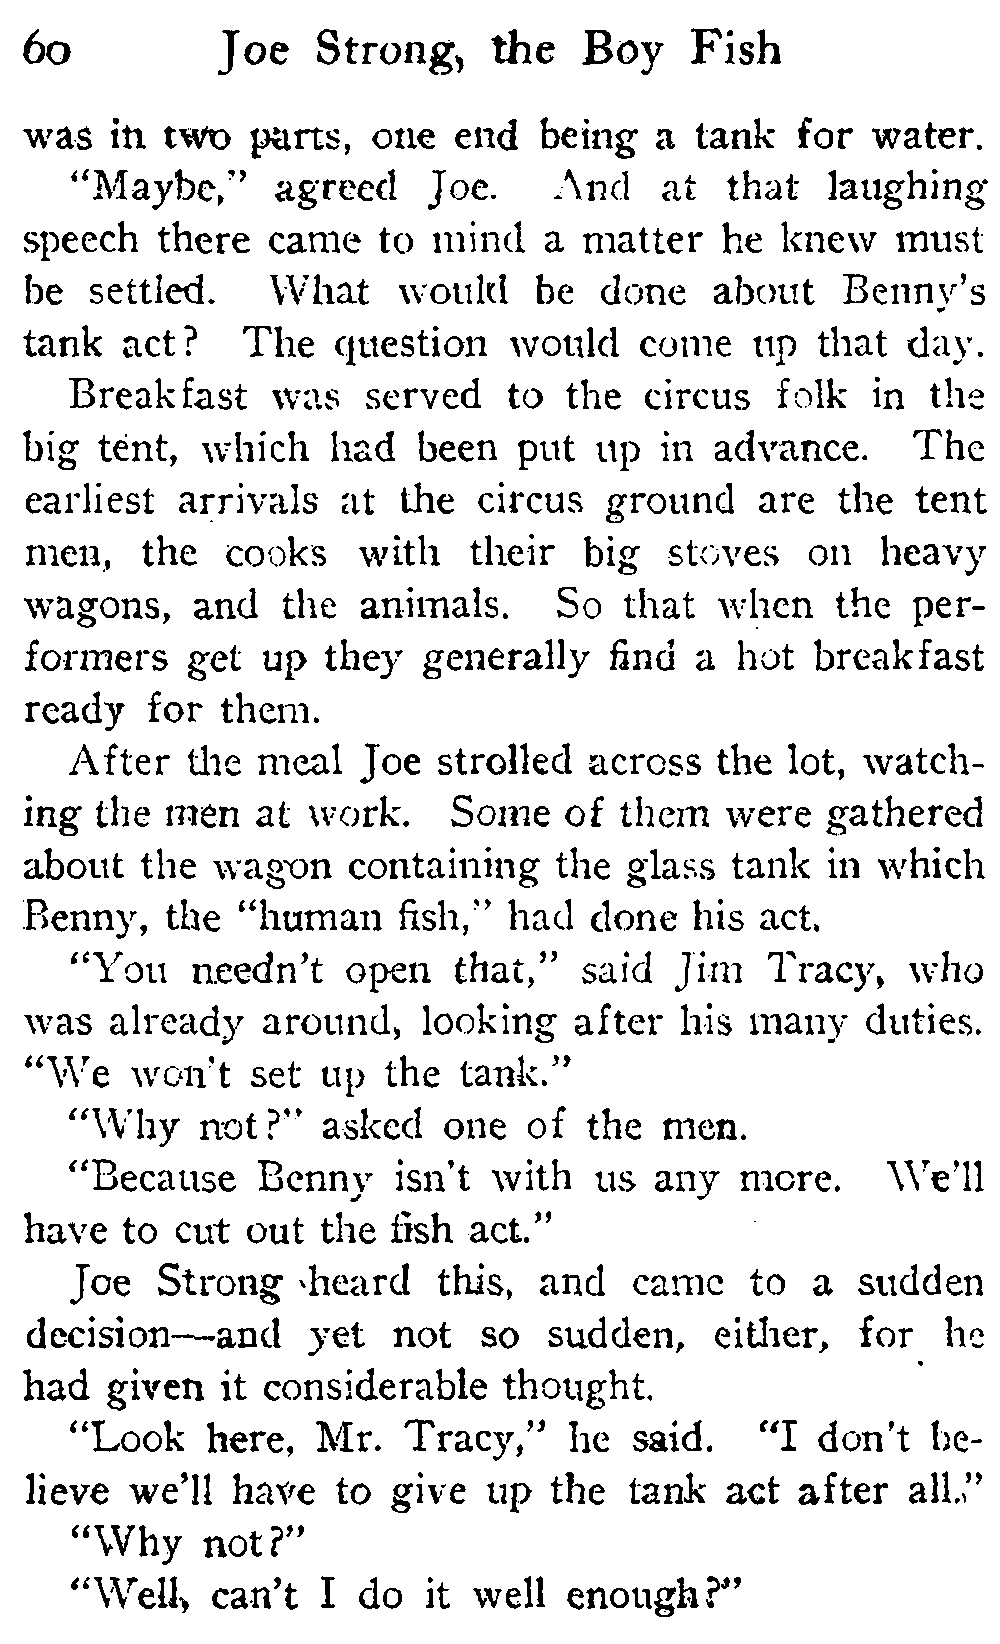 60 Joe Strong, the Boy Fish
was in two parts, one end being a tank for water.
"Maybe," agreed Joe. And at that laughing
speech there came to mind a matter he knew must
be settled. What would be done about Benny's
tank act? The question would come up that day.
Breakfast was served to the circus folk in the
big tent, which had been put up in advance. The
earliest arrivals at the circus ground are the tent
men, the cooks with their big stoves on heavy
wagons, and the animals. So that when the per-
formers get up they generally find a hot breakfast
ready for them.
After the meal Joe strolled across the lot, watch-
ing the men at work. Some of them were gathered
about the wagon containing the glass tank in which
Benny, the "human fish," had done his act.
"You needn't open that," said Jim Tracy, who
was already around, looking after his many duties.
"We won't set up the tank."
"Why not?" asked one of the men.
"Because Benny isn't with us any more. We'll
have to cut out the fish act."
Joe Strong heard this, and came to a sudden
decision—and yet not so sudden, either, for he
had given it considerable thought.
"Look here, Mr. Tracy," he said. "I don't be-
lieve we'll have to give up the tank act after all."
"Why not?"
"Well, can't I do it well enough?"